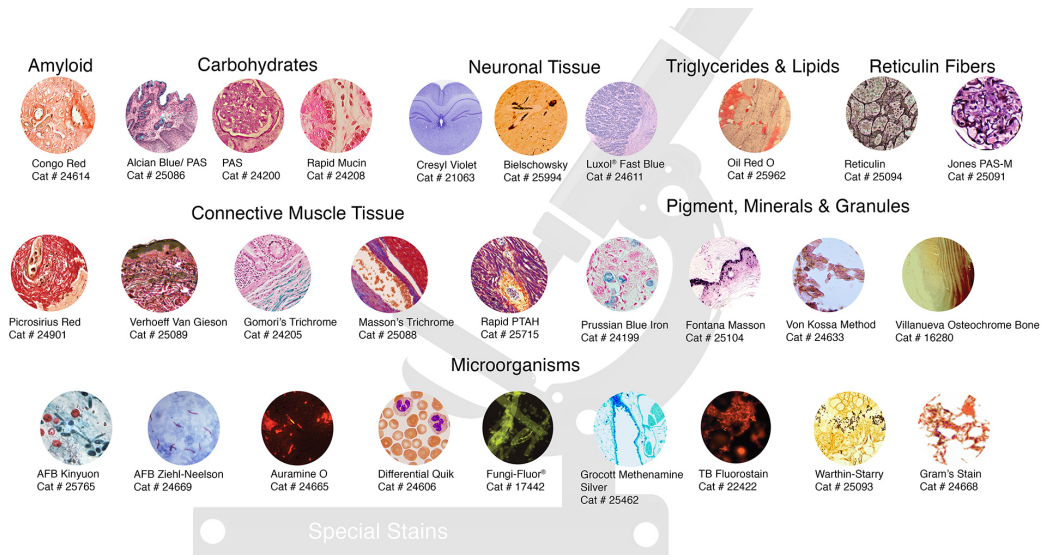 Amyloid
Carbohydrates
Neuronal Tissue
Triglycerides & Lipids
Reticulin Fibers
Congo Red
Cat # 24614
Alcian Blue/ PAS
Cat # 25086
PAS
Cat # 24200
Rapid Mucin
Cat # 24208
Cresyl Violet
Cat # 21063
Bielschowsky
Cat # 25994
Luxol® Fast Blue
Cat # 24611
Oil Red O
Cat # 25962
Reticulin
Cat # 25094
Jones PAS-M
Cat # 25091
Connective Muscle Tissue
Pigment, Minerals & Granules
Picrosirius Red
Cat # 24901
Verhoeff Van Gieson
Cat # 25089
Gomori's Trichrome
Cat # 24205
Masson's Trichrome
Cat # 25088
Rapid PTAH
Cat # 25715
Prussian Blue Iron
Cat # 24199
Fontana Masson
Cat # 25104
Von Kossa Method
Cat # 24633
Villanueva Osteochrome Bone
Cat # 16280
Microorganisms
AFB Kinyuon
Cat # 25765
AFB Ziehl-Neelson
Cat # 24669
Auramine O
Cat # 24665
Differential Quik
Cat # 24606
Fungi-Fluor®
Cat # 17442
Grocott Methenamine
Silver
Cat # 25462
TB Fluorostain
Cat # 22422
Warthin-Starry
Cat # 25093
Gram's Stain
Cat # 24668
Special Stains